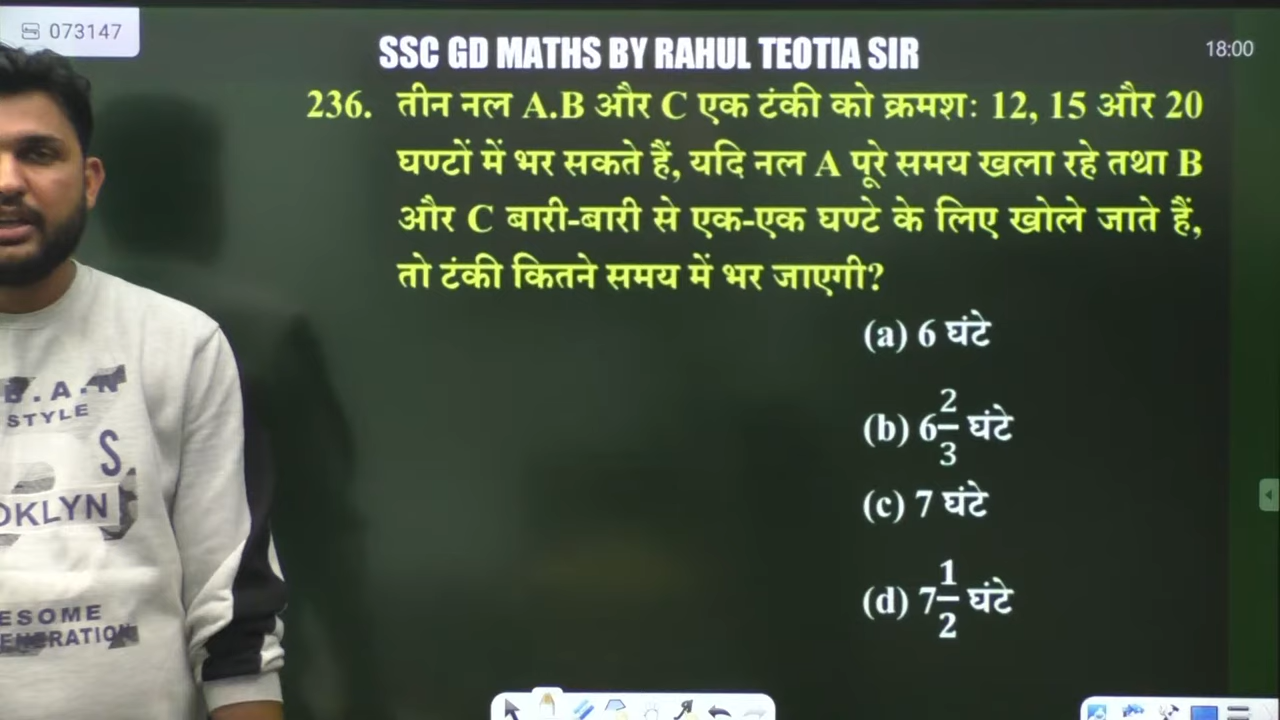 073147
SSC GD MATHS BY RAHUL TEOTIA SIR
18:00
236. तीन नल A.B और C एक टंकी को क्रमशः 12, 15 और 20
घण्टों में भर सकते हैं, यदि नल A पूरे समय खला रहे तथा B
और C बारी-बारी से एक-एक घण्टे के लिए खोले जाते हैं,
तो टंकी कितने समय में भर जाएगी?
(a) 6 घंटे
(b) 6 2/3 घंटे
(c) 7 घंटे
(d) 7 1/2 घंटे
STYLE
S.
OKLYN
ESOME
ENERATION